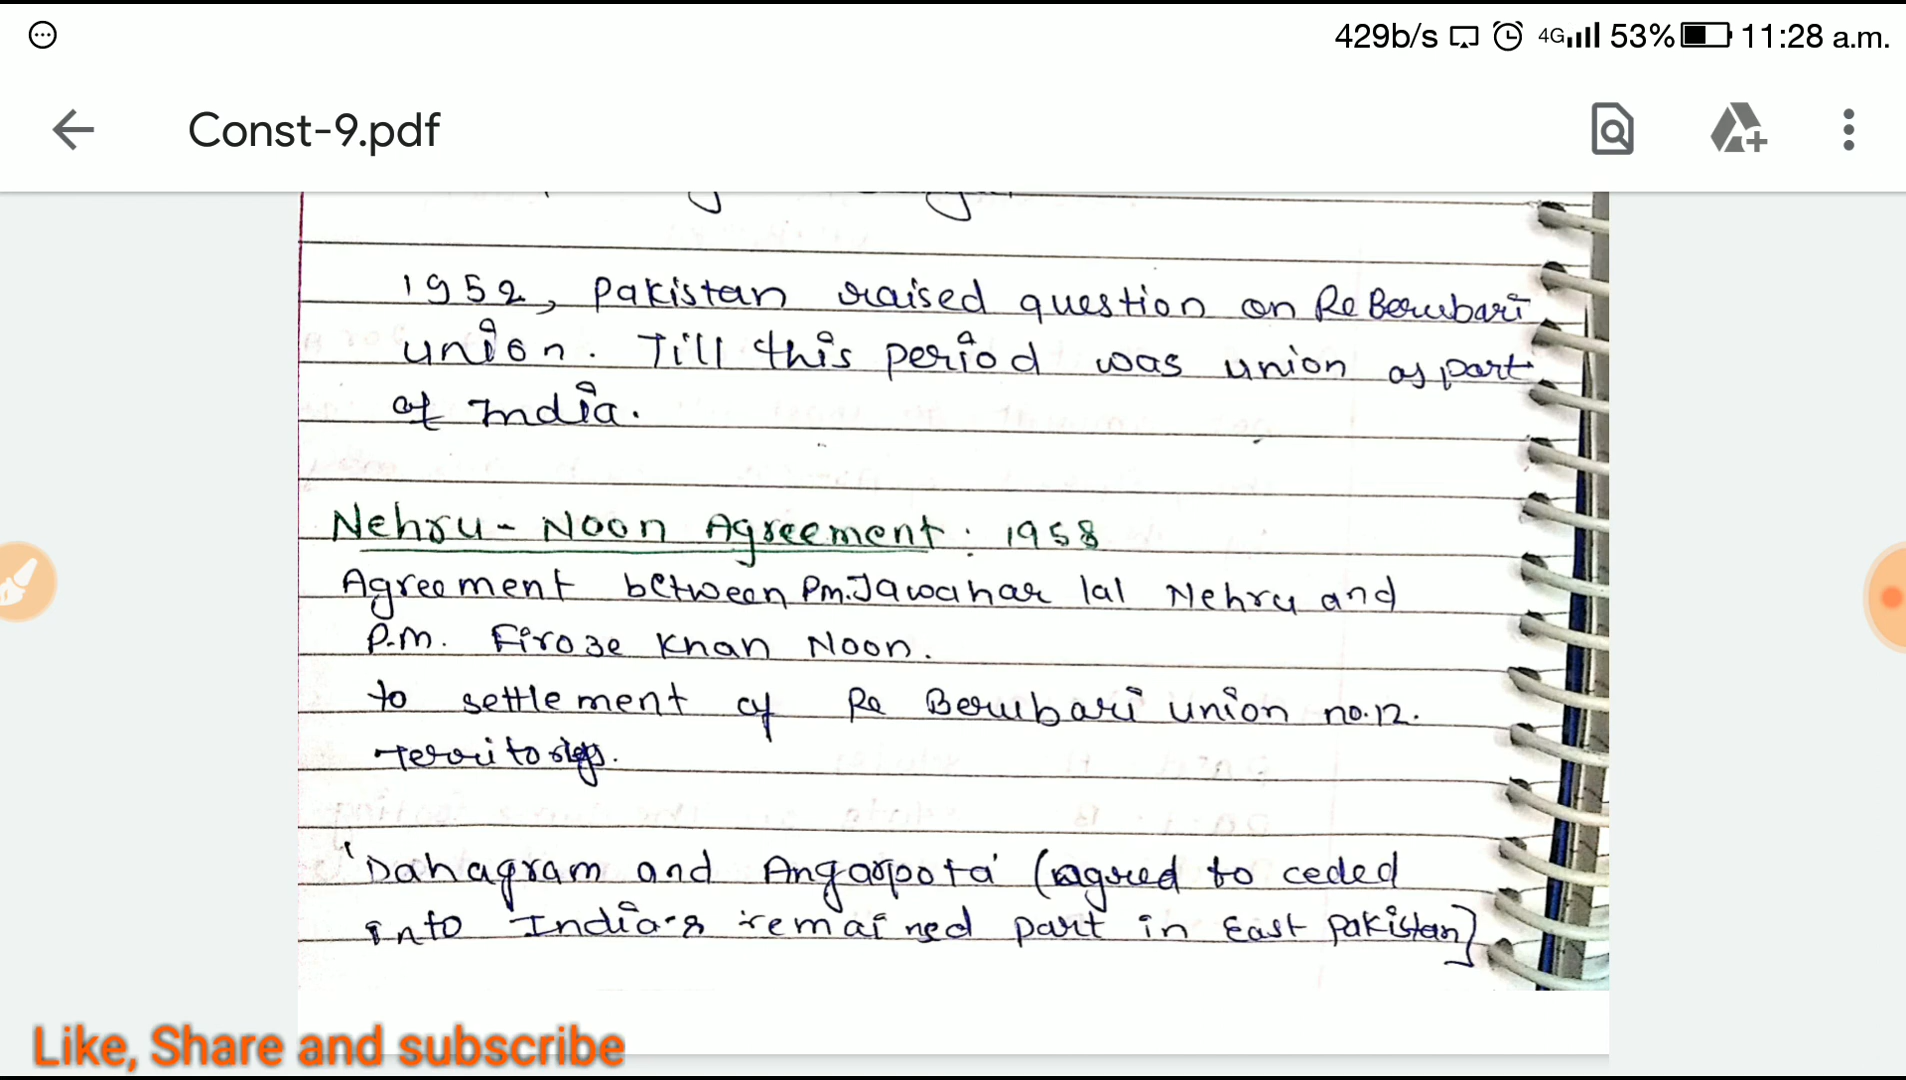 429b/s 4G 53% 11:28 a.m.
Const-9.pdf
1952, Pakistan raised question on Re Berubari
union. Till this period was union as part
of India.
Nehru - Noon Agreement : 1958
Agreement between Pm. Jawahar lal Nehru and
P.m. Firoze Khan Noon.
to settlement of Re Berubari union no.12.
Territories.
'Dahagram and Angarpota' (agreed to ceded
into India's remained part in East Pakistan]
Like, Share and subscribe